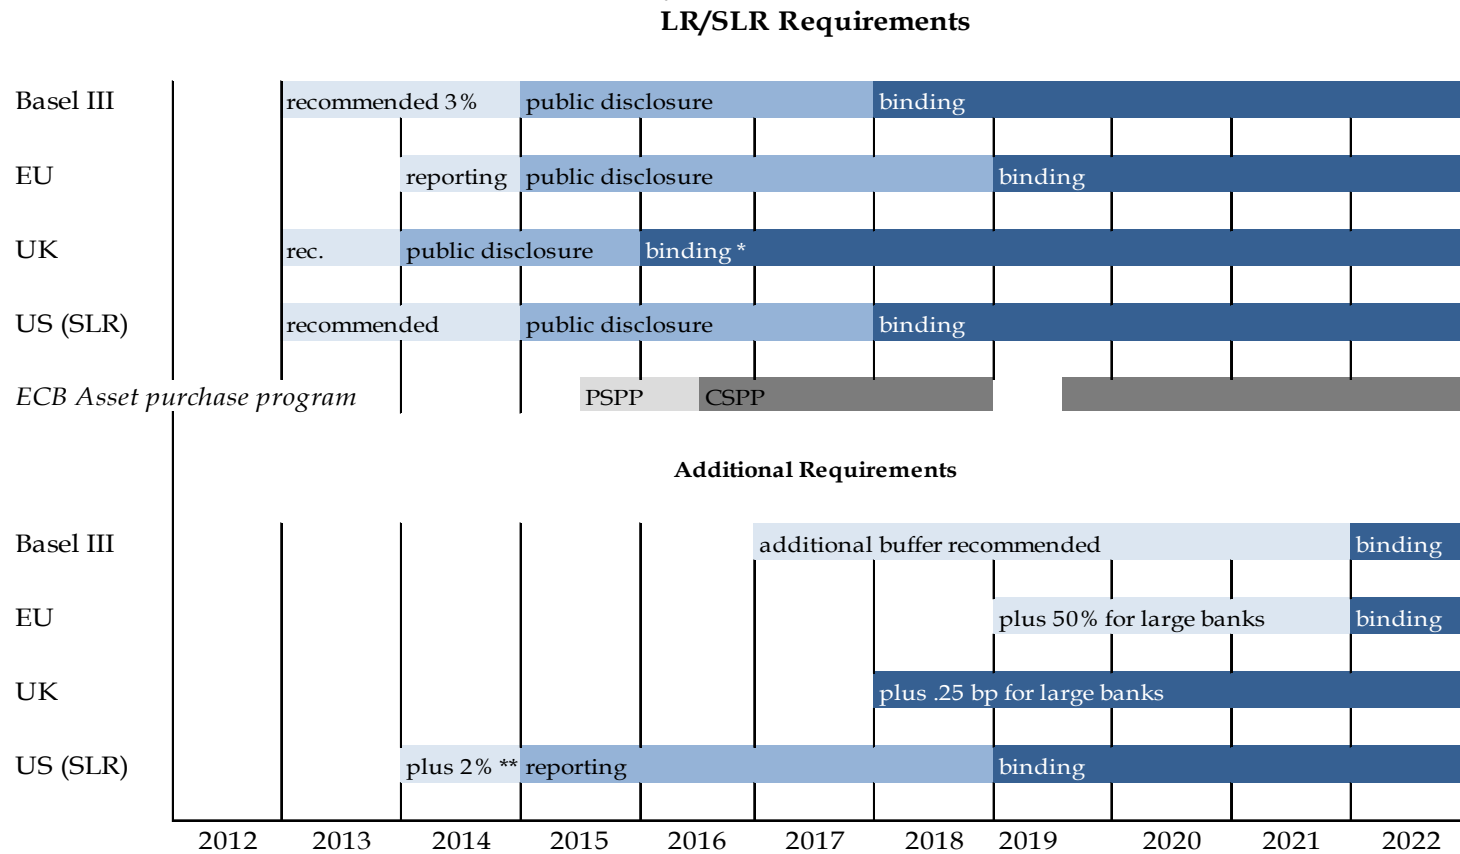 LR/SLR Requirements
Basel III recommended 3% public disclosure binding
EU reporting public disclosure binding
UK rec. public disclosure binding *
US (SLR) recommended public disclosure binding
ECB Asset purchase program PSPP CSPP
Additional Requirements
Basel III additional buffer recommended binding
EU plus 50% for large banks binding
UK plus .25 bp for large banks
US (SLR) plus 2% ** reporting binding
2012 2013 2014 2015 2016 2017 2018 2019 2020 2021 2022